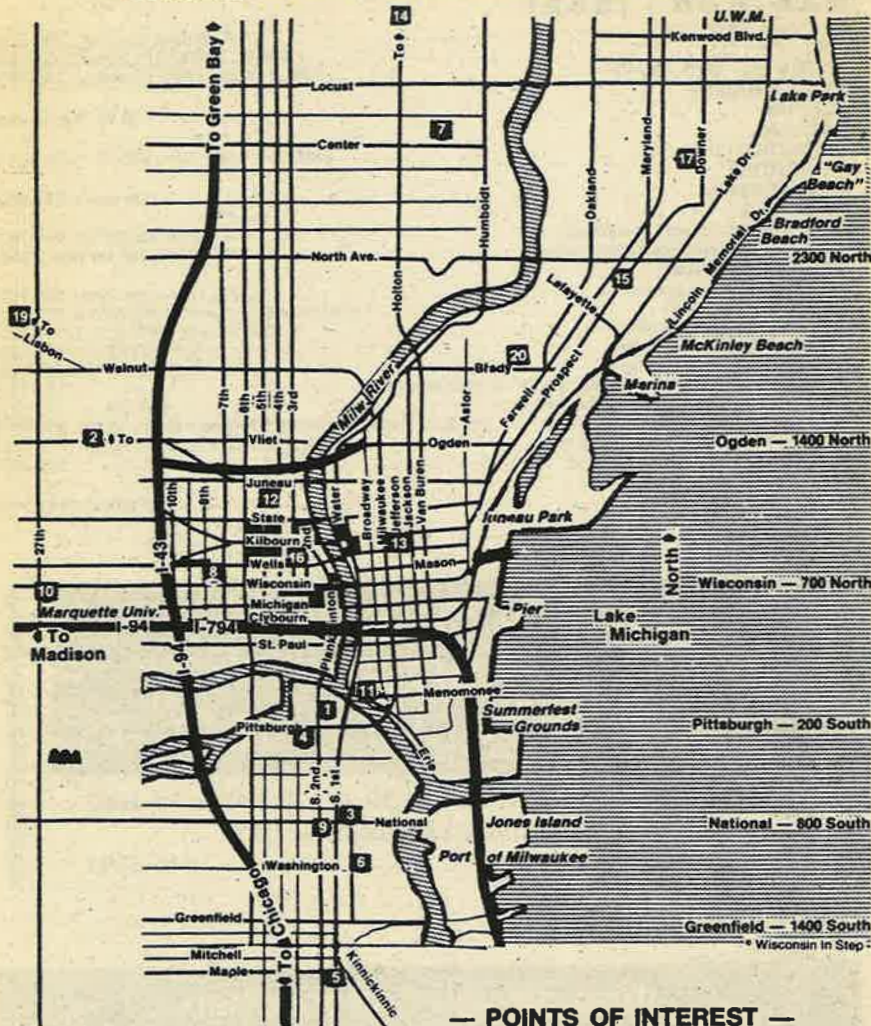 14
To
U.W.M.
Kenwood Blvd.
To Green Bay
Locust
Lake Park
7
Center
Maryland
17
Downer
"Gay
Beach"
Oakland
Lake Dr.
Humboldt
Lincoln Memorial Dr.
Bradford
Beach
North Ave.
2300 North
Holton
Lafayette
15
19 To
Lisbon
McKinley Beach
20
Walnut
Brady
Marina
7th
6th
5th
4th
3rd
Milw. River
Astor
Farwell
Prospect
2 To
Vliet
Ogden
Ogden — 1400 North
Juneau
12
10th
8th
State
2nd
Water
Broadway
Milwaukee
Jefferson
Jackson
Van Buren
Juneau Park
27th
Kilbourn
13
North
I-43
Wells
16
Mason
8
Wisconsin
Wisconsin — 700 North
10
Marquette Univ.
Michigan
Clybourn
Pier
Lake
Michigan
I-94
I-794
To
Madison
St. Paul
Plankinton
I-94
11
Menomonee
1
Summerfest
Grounds
Pittsburgh
4
Erie
Pittsburgh — 200 South
S. 2nd
S. 1st
3
9
National
Jones Island
National — 800 South
Washington
6
Port of Milwaukee
To Chicago
Greenfield
Greenfield — 1400 South
Wisconsin In Step
Mitchell
Maple
5
Kinnickinnic
— POINTS OF INTEREST —